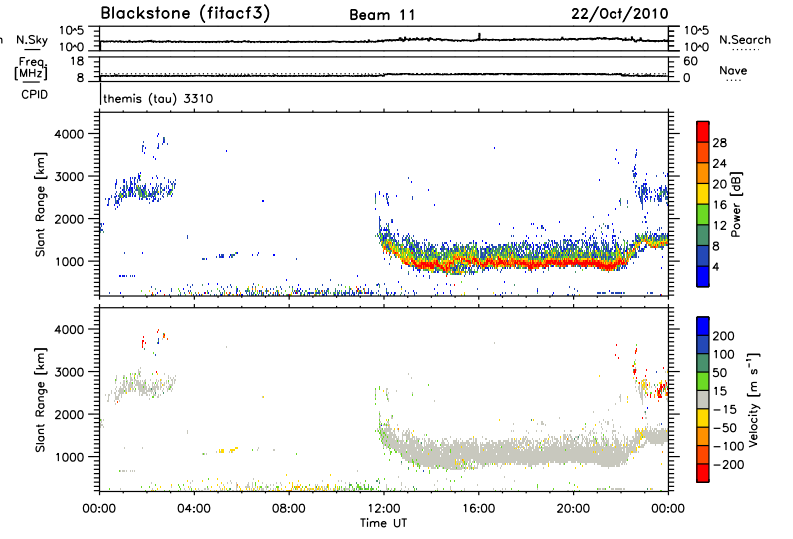 Blackstone (fitacf3) Beam 11 22/Oct/2010
n N.Sky 10^5 10^0 10^5 10^0 N.Search
Freq. [MHz] 18 8 60 0 Nave
CPID themis (tau) 3310
Slant Range [km] 4000 3000 2000 1000
28 24 20 16 12 8 4 Power [dB]
Slant Range [km] 4000 3000 2000 1000
200 100 50 15 -15 -50 -100 -200 Velocity [m s⁻¹]
00:00 04:00 08:00 12:00 16:00 20:00 00:00
Time UT